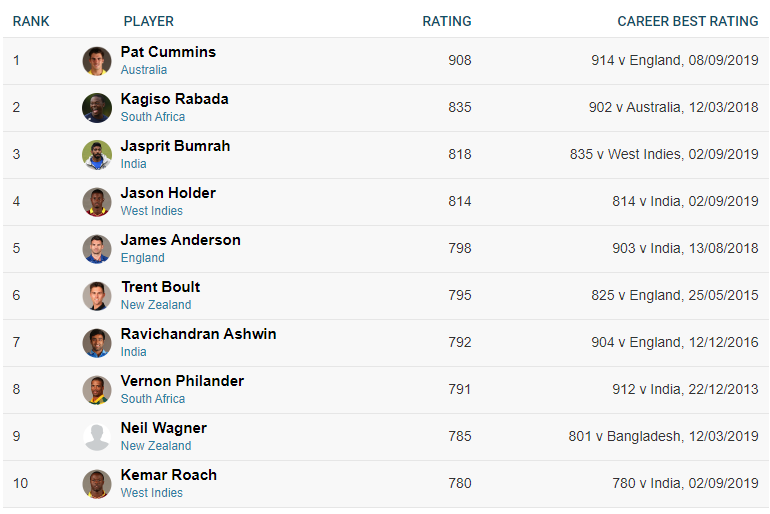 RANK PLAYER RATING CAREER BEST RATING
1 Pat Cummins 908 914 v England, 08/09/2019
Australia
2 Kagiso Rabada 835 902 v Australia, 12/03/2018
South Africa
3 Jasprit Bumrah 818 835 v West Indies, 02/09/2019
India
4 Jason Holder 814 814 v India, 02/09/2019
West Indies
5 James Anderson 798 903 v India, 13/08/2018
England
6 Trent Boult 795 825 v England, 25/05/2015
New Zealand
7 Ravichandran Ashwin 792 904 v England, 12/12/2016
India
8 Vernon Philander 791 912 v India, 22/12/2013
South Africa
9 Neil Wagner 785 801 v Bangladesh, 12/03/2019
New Zealand
10 Kemar Roach 780 780 v India, 02/09/2019
West Indies